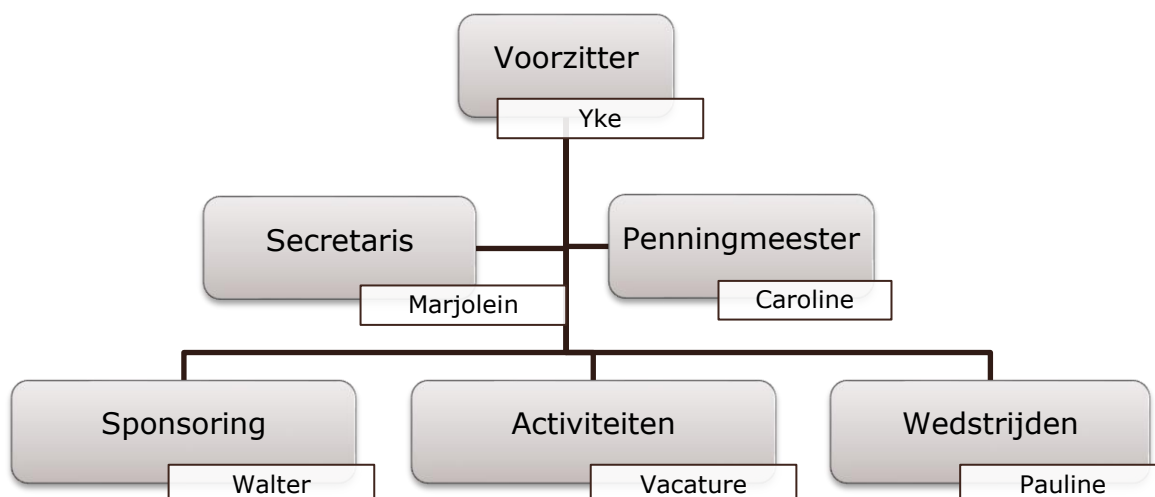 Voorzitter
Yke
Secretaris
Marjolein
Penningmeester
Caroline
Sponsoring
Walter
Activiteiten
Vacature
Wedstrijden
Pauline